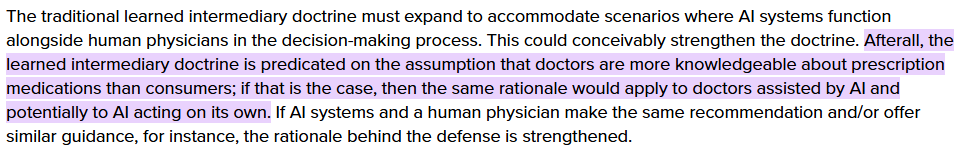 The traditional learned intermediary doctrine must expand to accommodate scenarios where AI systems function
alongside human physicians in the decision-making process. This could conceivably strengthen the doctrine. Afterall, the
learned intermediary doctrine is predicated on the assumption that doctors are more knowledgeable about prescription
medications than consumers; if that is the case, then the same rationale would apply to doctors assisted by AI and
potentially to AI acting on its own. If AI systems and a human physician make the same recommendation and/or offer
similar guidance, for instance, the rationale behind the defense is strengthened.